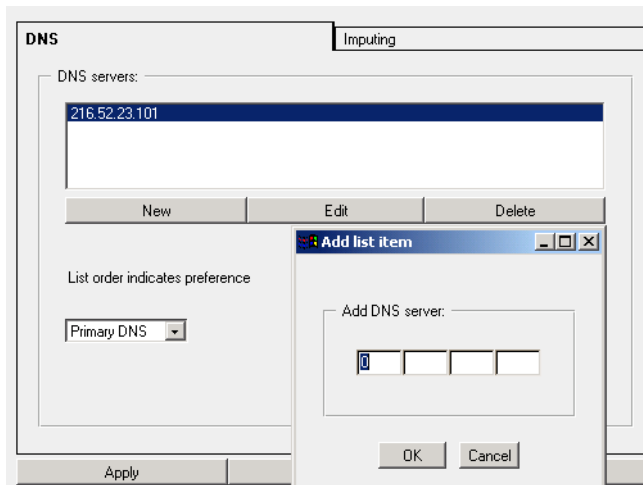 DNS
Imputing
DNS servers:
216.52.23.101
New
Edit
Delete
Add list item
List order indicates preference
Add DNS server:
Primary DNS
0
OK
Cancel
Apply